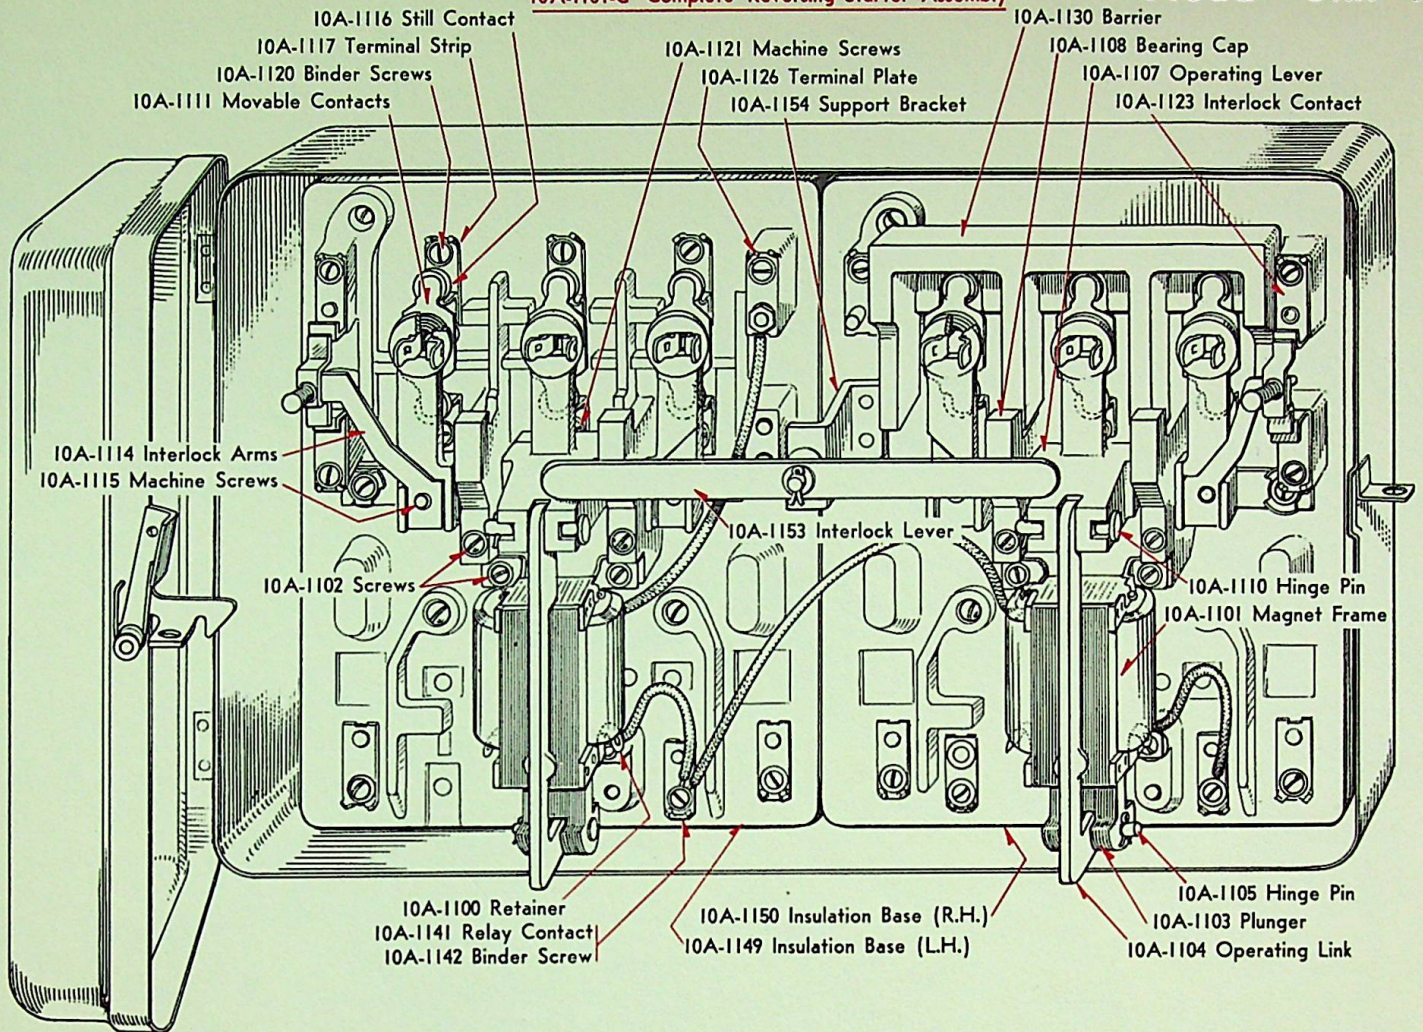 10A-1116 Still Contact
10A-1117 Terminal Strip
10A-1120 Binder Screws
10A-1111 Movable Contacts
10A-1121 Machine Screws
10A-1126 Terminal Plate
10A-1154 Support Bracket
10A-1130 Barrier
10A-1108 Bearing Cap
10A-1107 Operating Lever
10A-1123 Interlock Contact
10A-1114 Interlock Arms
10A-1115 Machine Screws
10A-1153 Interlock Lever
10A-1102 Screws
10A-1110 Hinge Pin
10A-1101 Magnet Frame
10A-1100 Retainer
10A-1141 Relay Contact
10A-1142 Binder Screw
10A-1150 Insulation Base (R.H.)
10A-1149 Insulation Base (L.H.)
10A-1105 Hinge Pin
10A-1103 Plunger
10A-1104 Operating Link